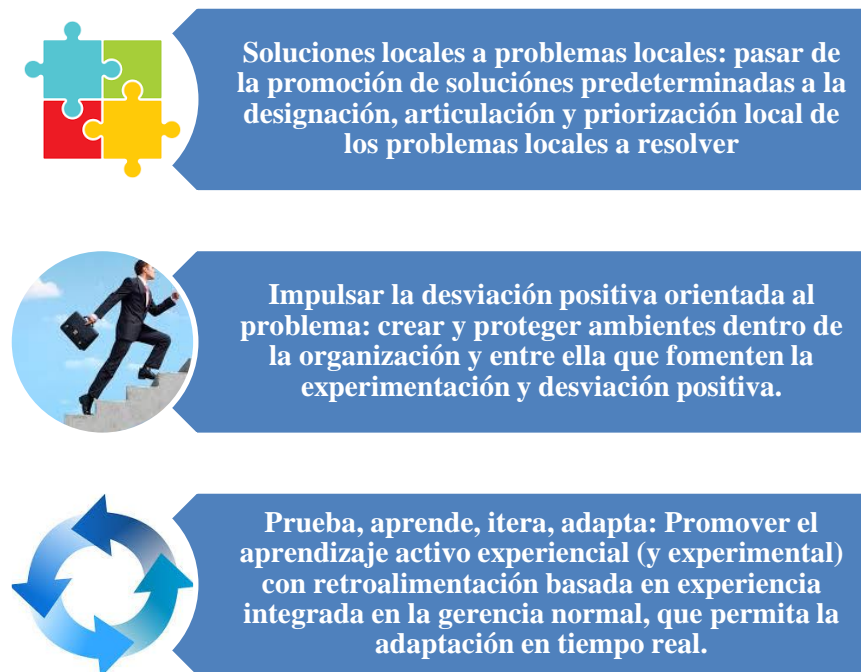 Soluciones locales a problemas locales: pasar de
la promoción de soluciónes predeterminadas a la
designación, articulación y priorización local de
los problemas locales a resolver
Impulsar la desviación positiva orientada al
problema: crear y proteger ambientes dentro de
la organización y entre ella que fomenten la
experimentación y desviación positiva.
Prueba, aprende, itera, adapta: Promover el
aprendizaje activo experiencial (y experimental)
con retroalimentación basada en experiencia
integrada en la gerencia normal, que permita la
adaptación en tiempo real.